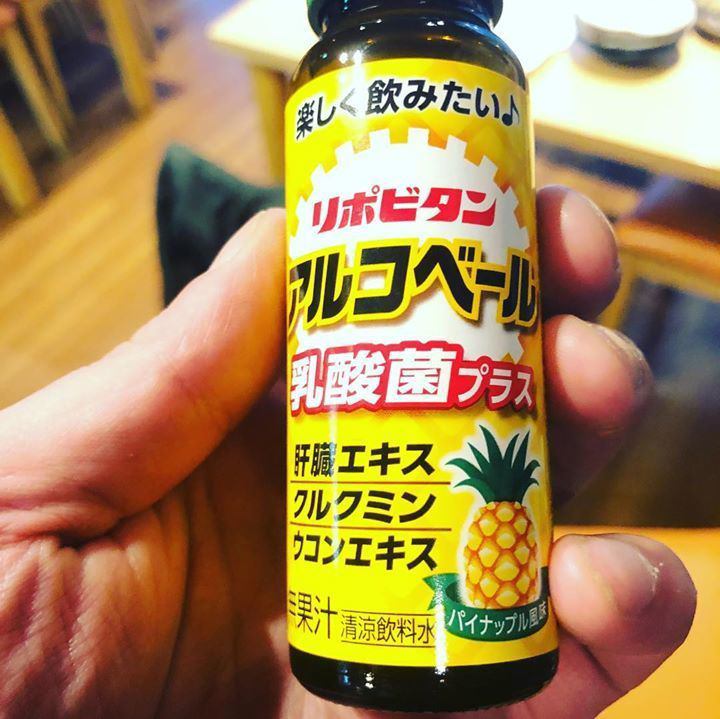 楽しく飲みたい♪
リポビタン
アルコベール
乳酸菌プラス
肝臓エキス
クルクミン
ウコンエキス
無果汁 清涼飲料水
パイナップル風味